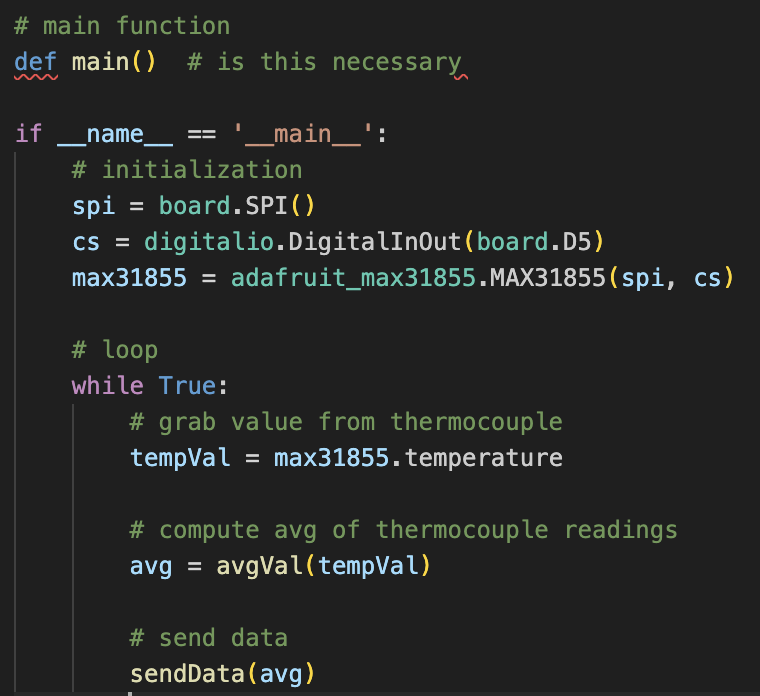 # main function
def main()  # is this necessary

if __name__ == '__main__':
    # initialization
    spi = board.SPI()
    cs = digitalio.DigitalInOut(board.D5)
    max31855 = adafruit_max31855.MAX31855(spi, cs)

    # loop
    while True:
        # grab value from thermocouple
        tempVal = max31855.temperature

        # compute avg of thermocouple readings
        avg = avgVal(tempVal)

        # send data
        sendData(avg)